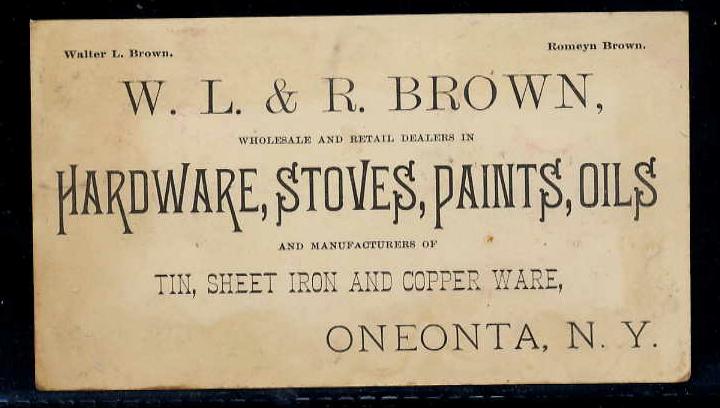 Walter L. Brown. Romeyn Brown.
W. L. & R. BROWN,
WHOLESALE AND RETAIL DEALERS IN
HARDWARE, STOVES, PAINTS, OILS
AND MANUFACTURERS OF
TIN, SHEET IRON AND COPPER WARE,
ONEONTA, N. Y.